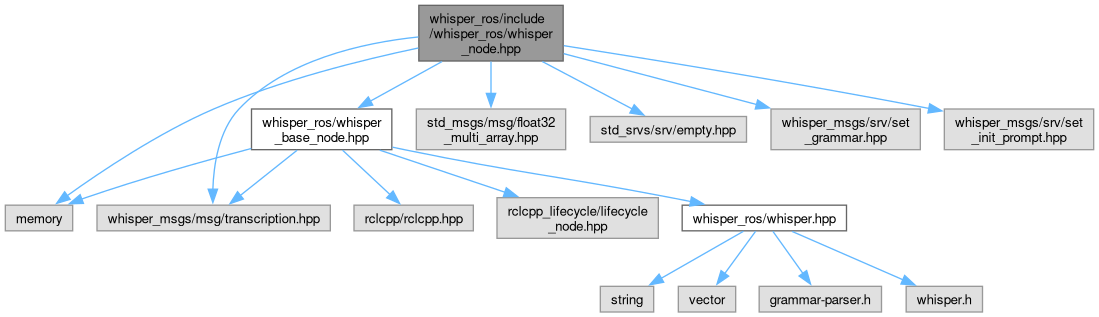 whisper_ros/include
/whisper_ros/whisper
_node.hpp
whisper_ros/whisper
_base_node.hpp
std_msgs/msg/float32
_multi_array.hpp
std_srvs/srv/empty.hpp
whisper_msgs/srv/set
_grammar.hpp
whisper_msgs/srv/set
_init_prompt.hpp
memory
whisper_msgs/msg/transcription.hpp
rclcpp/rclcpp.hpp
rclcpp_lifecycle/lifecycle
_node.hpp
whisper_ros/whisper.hpp
string
vector
grammar-parser.h
whisper.h